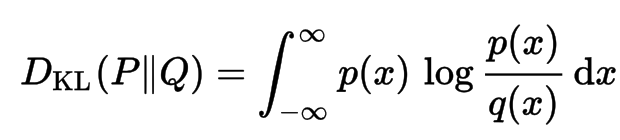 D_KL(P‖Q) = ∫_{-∞}^{∞} p(x) log p(x)/q(x) dx